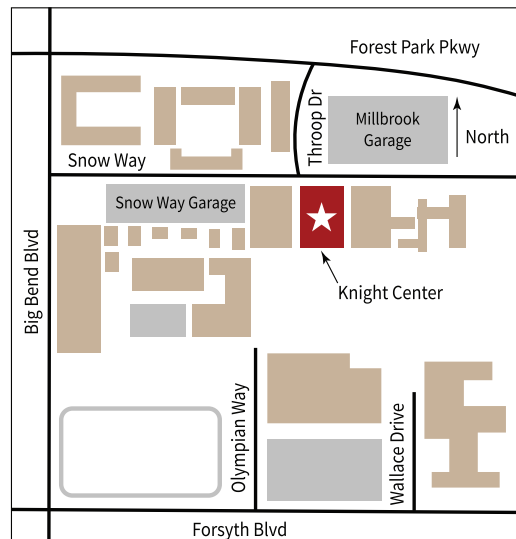 Forest Park Pkwy
Throop Dr
Millbrook
Garage
North
Snow Way
Snow Way Garage
Big Bend Blvd
Knight Center
Olympian Way
Wallace Drive
Forsyth Blvd